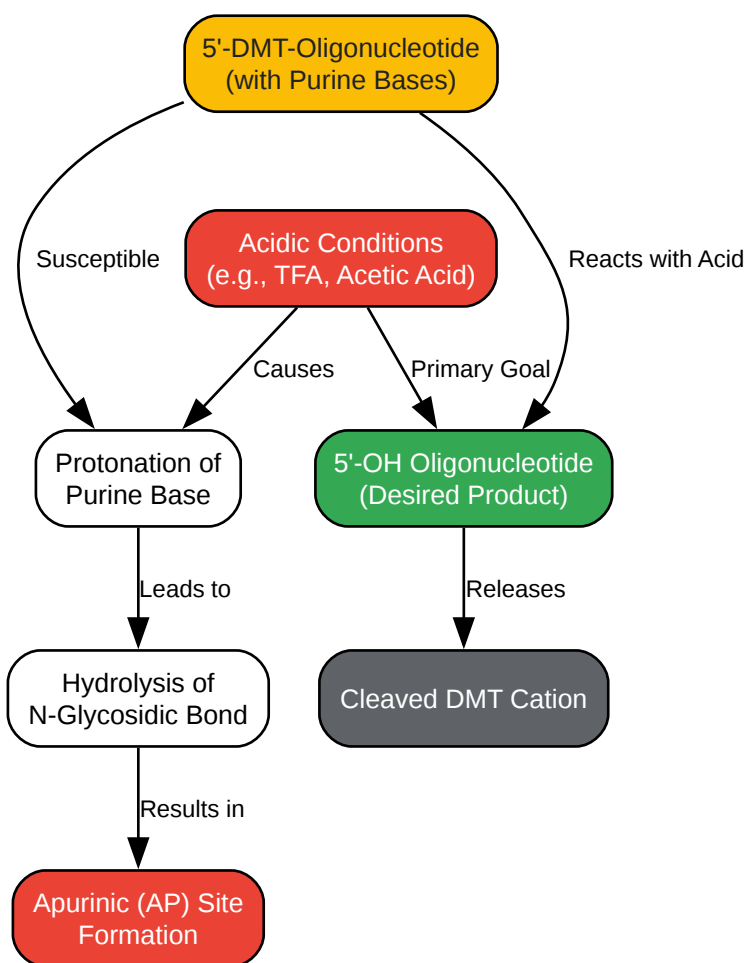 5'-DMT-Oligonucleotide
(with Purine Bases)
Acidic Conditions
(e.g., TFA, Acetic Acid)
Susceptible
Reacts with Acid
Causes
Primary Goal
Protonation of
Purine Base
5'-OH Oligonucleotide
(Desired Product)
Leads to
Releases
Hydrolysis of
N-Glycosidic Bond
Cleaved DMT Cation
Results in
Apurinic (AP) Site
Formation